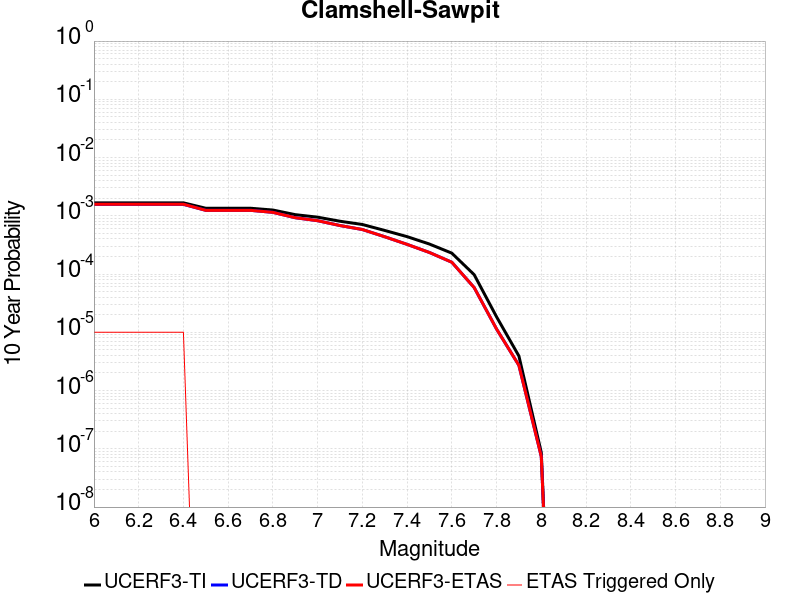 Clamshell-Sawpit
10 Year Probability
10^0
10^-1
10^-2
10^-3
10^-4
10^-5
10^-6
10^-7
10^-8
6 6.2 6.4 6.6 6.8 7 7.2 7.4 7.6 7.8 8 8.2 8.4 8.6 8.8 9
Magnitude
UCERF3-TI UCERF3-TD UCERF3-ETAS ETAS Triggered Only